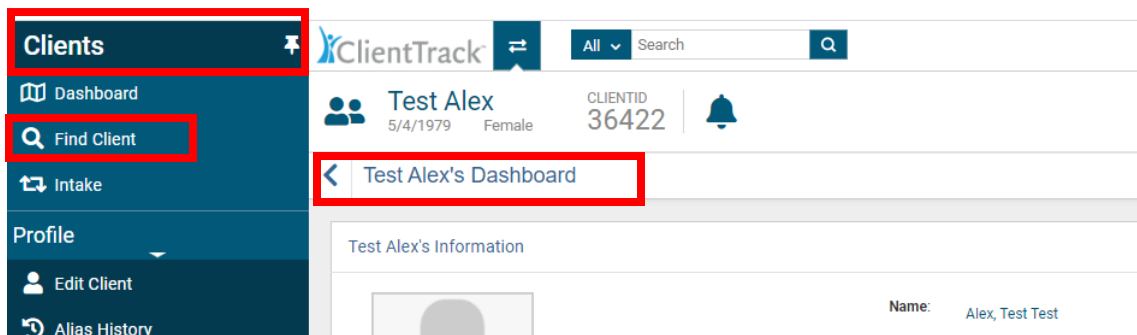 Clients
Dashboard
Find Client
Intake
Profile
Edit Client
Alias History
ClientTrack
All Search
Test Alex
5/4/1979 Female
CLIENTID
36422
Test Alex's Dashboard
Test Alex's Information
Name: Alex, Test Test